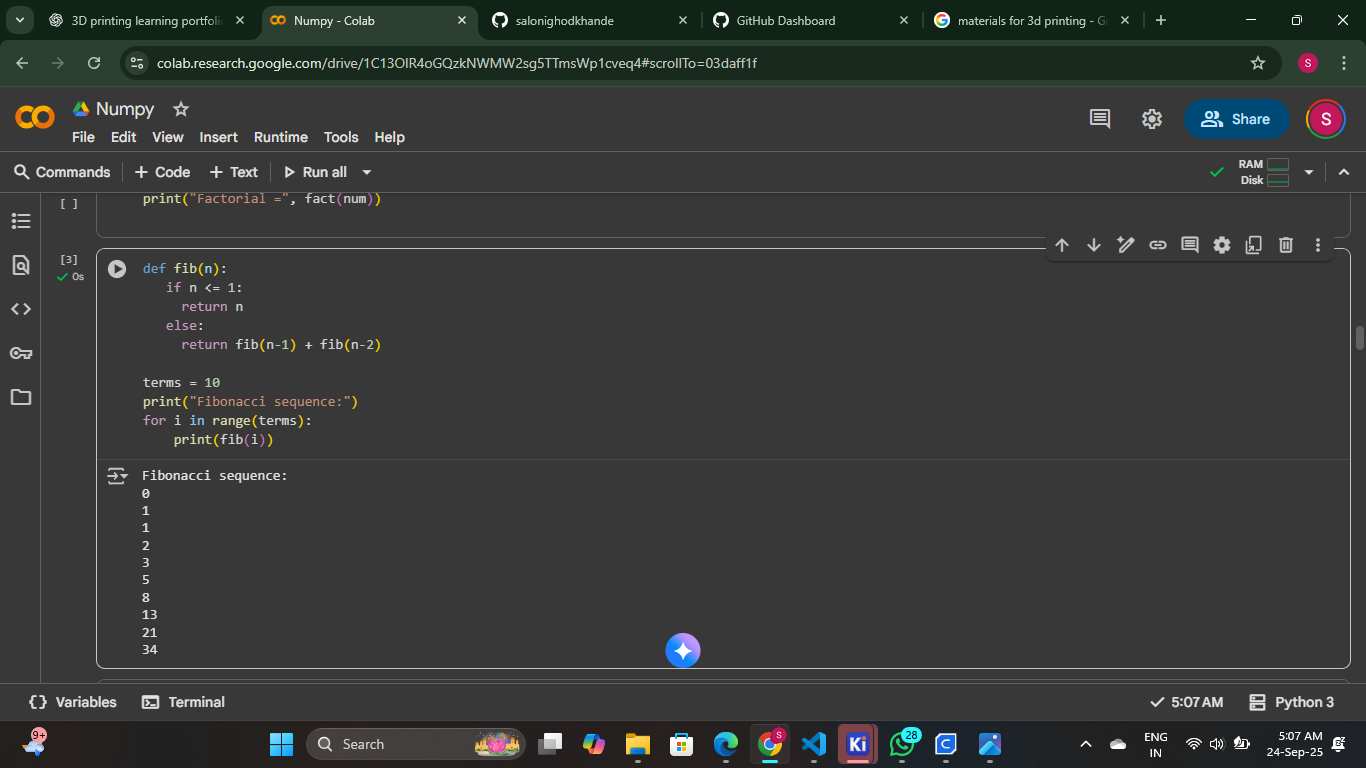 3D printing learning portfoli
Numpy - Colab
salonighodkhande
GitHub Dashboard
materials for 3d printing - G
colab.research.google.com/drive/1C13OlR4oGQzkNWMW2sg5TTmsWp1cveq4#scrollTo=03daff1f
S
Numpy
File Edit View Insert Runtime Tools Help
Share
S
Commands + Code + Text Run all
RAM
Disk
[ ]
print("Factorial =", fact(num))
[3]
0s
def fib(n):
   if n <= 1:
     return n
   else:
     return fib(n-1) + fib(n-2)
terms = 10
print("Fibonacci sequence:")
for i in range(terms):
    print(fib(i))
Fibonacci sequence:
0
1
1
2
3
5
8
13
21
34
{} Variables Terminal
5:07 AM Python 3
9+
Search
S
Ki
28
C
ENG
IN
5:07 AM
24-Sep-25